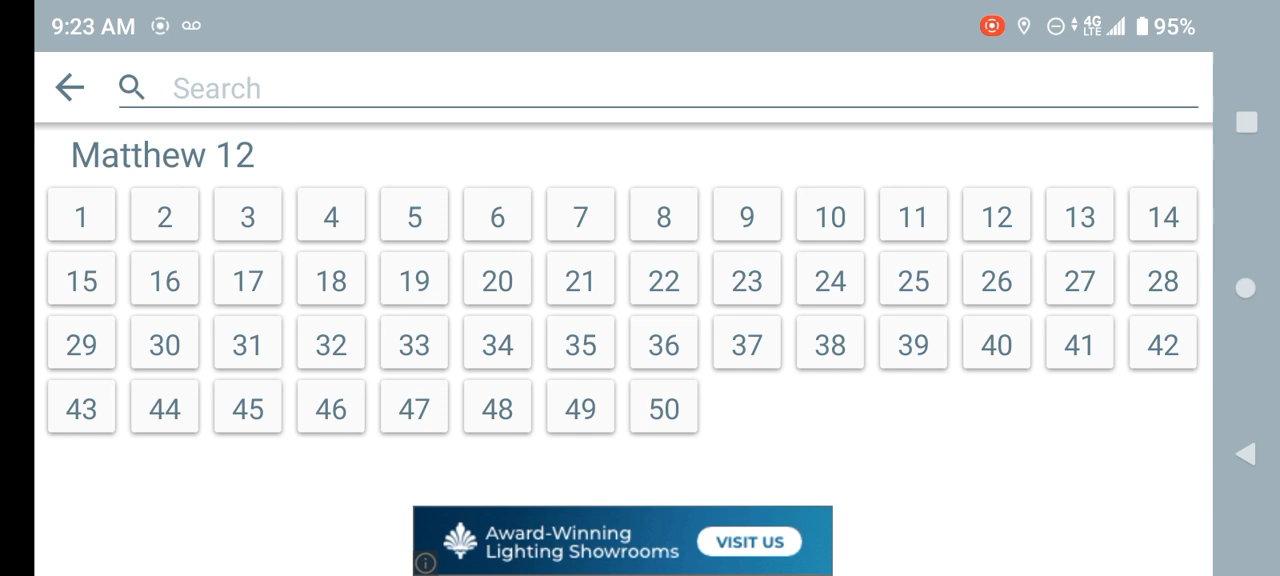 9:23 AM 4G LTE 95%
Search
Matthew 12
1 2 3 4 5 6 7 8 9 10 11 12 13 14
15 16 17 18 19 20 21 22 23 24 25 26 27 28
29 30 31 32 33 34 35 36 37 38 39 40 41 42
43 44 45 46 47 48 49 50
Award-Winning
Lighting Showrooms
VISIT US